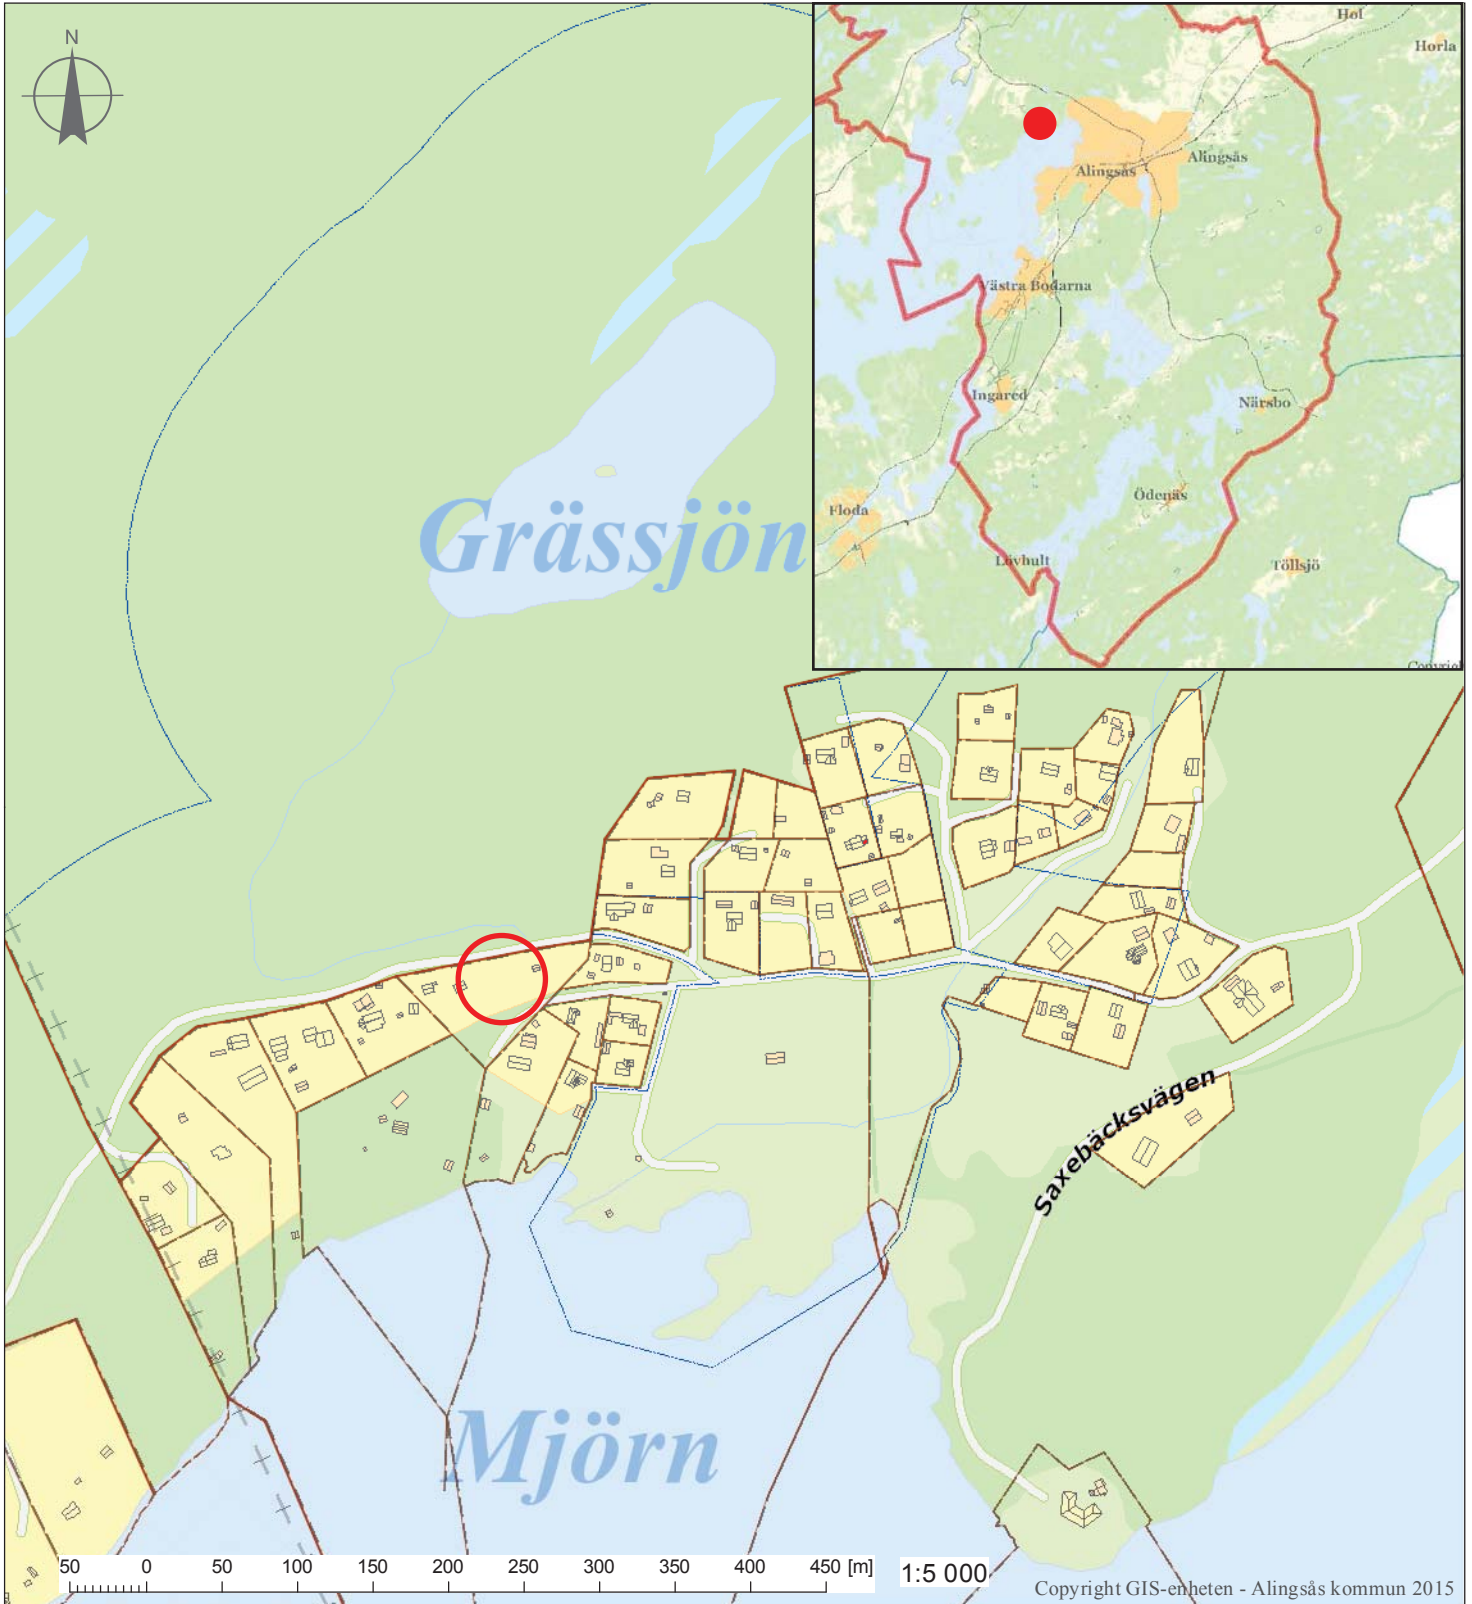 N
Hol
Horla
Alingsås
Alingsås
Västra Bodarna
Ingared
Närsbo
Ödenäs
Floda
Lövhult
Töllsjö
Grässjön
Saxebäcksvägen
Mjörn
50 0 50 100 150 200 250 300 350 400 450 [m]
1:5 000
Copyright GIS-enheten - Alingsås kommun 2015